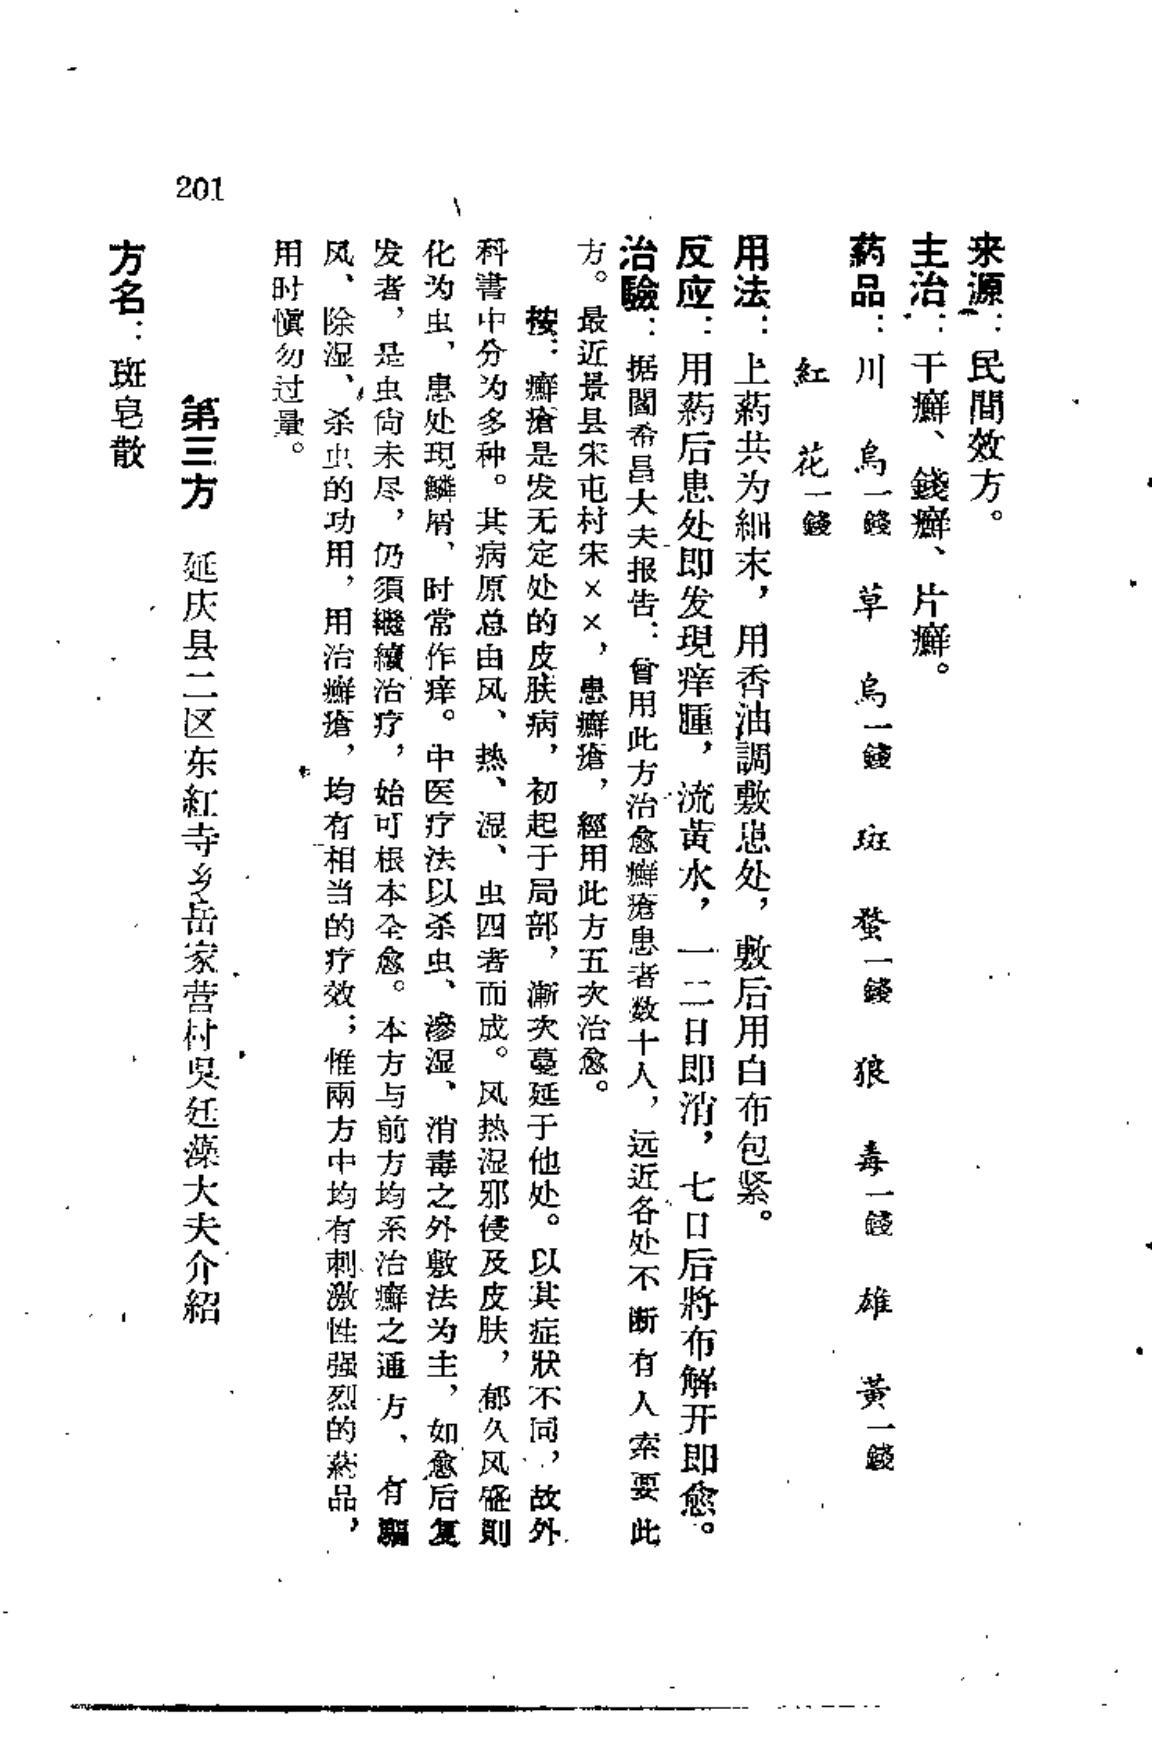 来源：民間效方。
主治：干癬、錢癬、片癬。
葯品：川烏一錢 草烏一錢 斑蝥一錢 狼毒一錢 雄黃一錢
紅花一錢
用法：上葯共为細末，用香油調敷患处，敷后用白布包紧。
反应：用葯后患处即发現痒腫，流黃水，一二日即消，七日后將布解开即愈。
治驗：据閻希昌大夫报告：曾用此方治愈癬瘡患者数十人，远近各处不断有人索要此
方。最近景县宋屯村宋××，患癬瘡，經用此方五次治愈。
按：癬瘡是发无定处的皮肤病，初起于局部，漸次蔓延于他处。以其症狀不同，故外
科書中分为多种。其病原总由风、热、湿、虫四者而成。风热湿邪侵及皮肤，郁久风盛則
化为虫，患处現鱗屑，时常作痒。中医疗法以杀虫、滲湿、消毒之外敷法为主，如愈后复
发者，是虫尙未尽，仍須繼續治疗，始可根本全愈。本方与前方均系治癬之通方，有驅
风、除湿、杀虫的功用，用治癬瘡，均有相当的疗效；惟兩方中均有刺激性强烈的葯品，
用时愼勿过量。
第三方 延庆县二区东紅寺乡岳家营村吳廷藻大夫介紹
方名：斑皂散
201